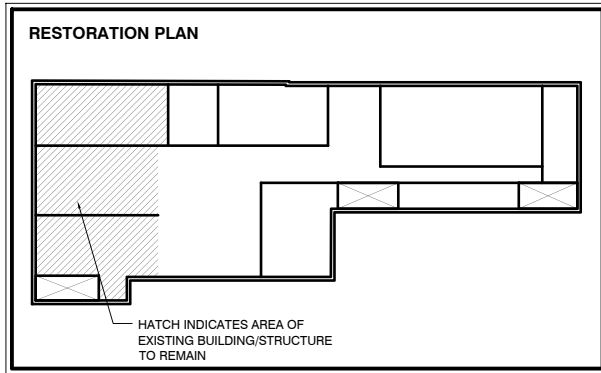 RESTORATION PLAN
HATCH INDICATES AREA OF
EXISTING BUILDING/STRUCTURE
TO REMAIN